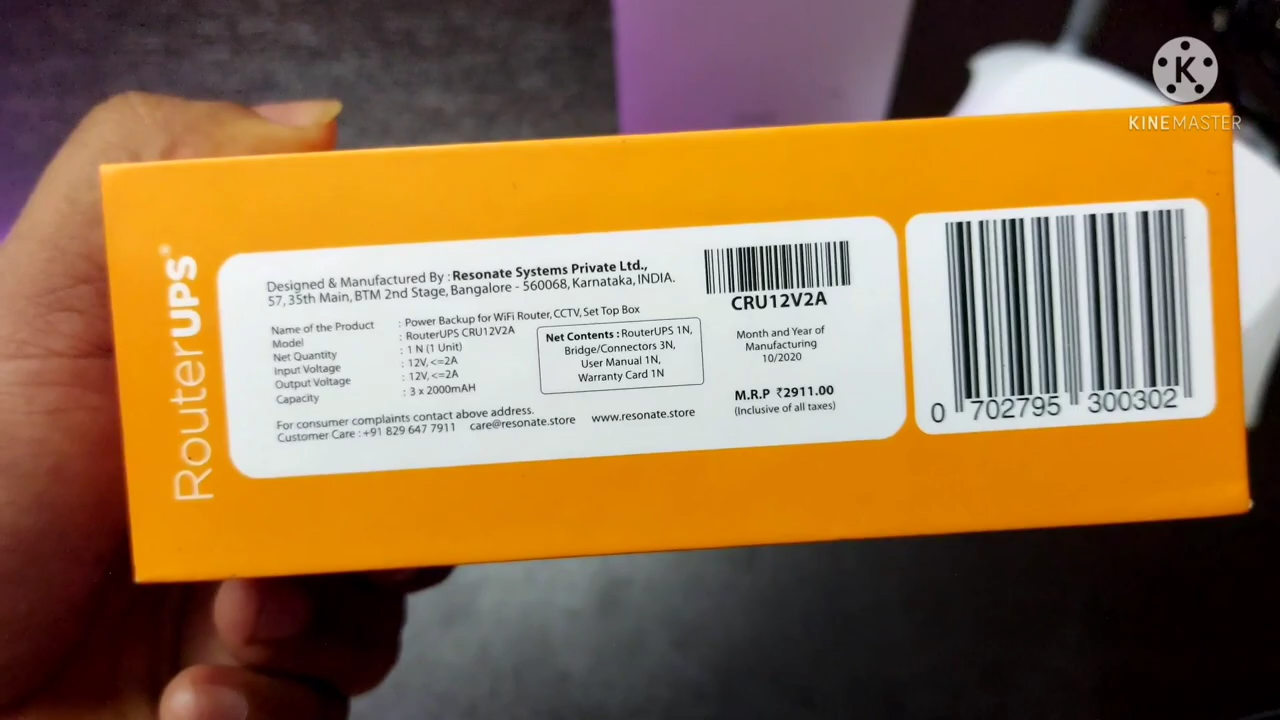 RouterUPS®
Designed & Manufactured By : Resonate Systems Private Ltd.,
57, 35th Main, BTM 2nd Stage, Bangalore - 560068, Karnataka, INDIA.
Name of the Product : Power Backup for WiFi Router, CCTV, Set Top Box
Model : RouterUPS CRU12V2A
Net Quantity : 1 N (1 Unit)
Input Voltage : 12V, <=2A
Output Voltage : 12V, <=2A
Capacity : 3 x 2000mAH
Net Contents : RouterUPS 1N,
Bridge/Connectors 3N,
User Manual 1N,
Warranty Card 1N
For consumer complaints contact above address.
Customer Care : +91 829 647 7911 care@resonate.store www.resonate.store
CRU12V2A
Month and Year of
Manufacturing
10/2020
M.R.P ₹2911.00
(Inclusive of all taxes)
0 702795 300302
K
KINEMASTER